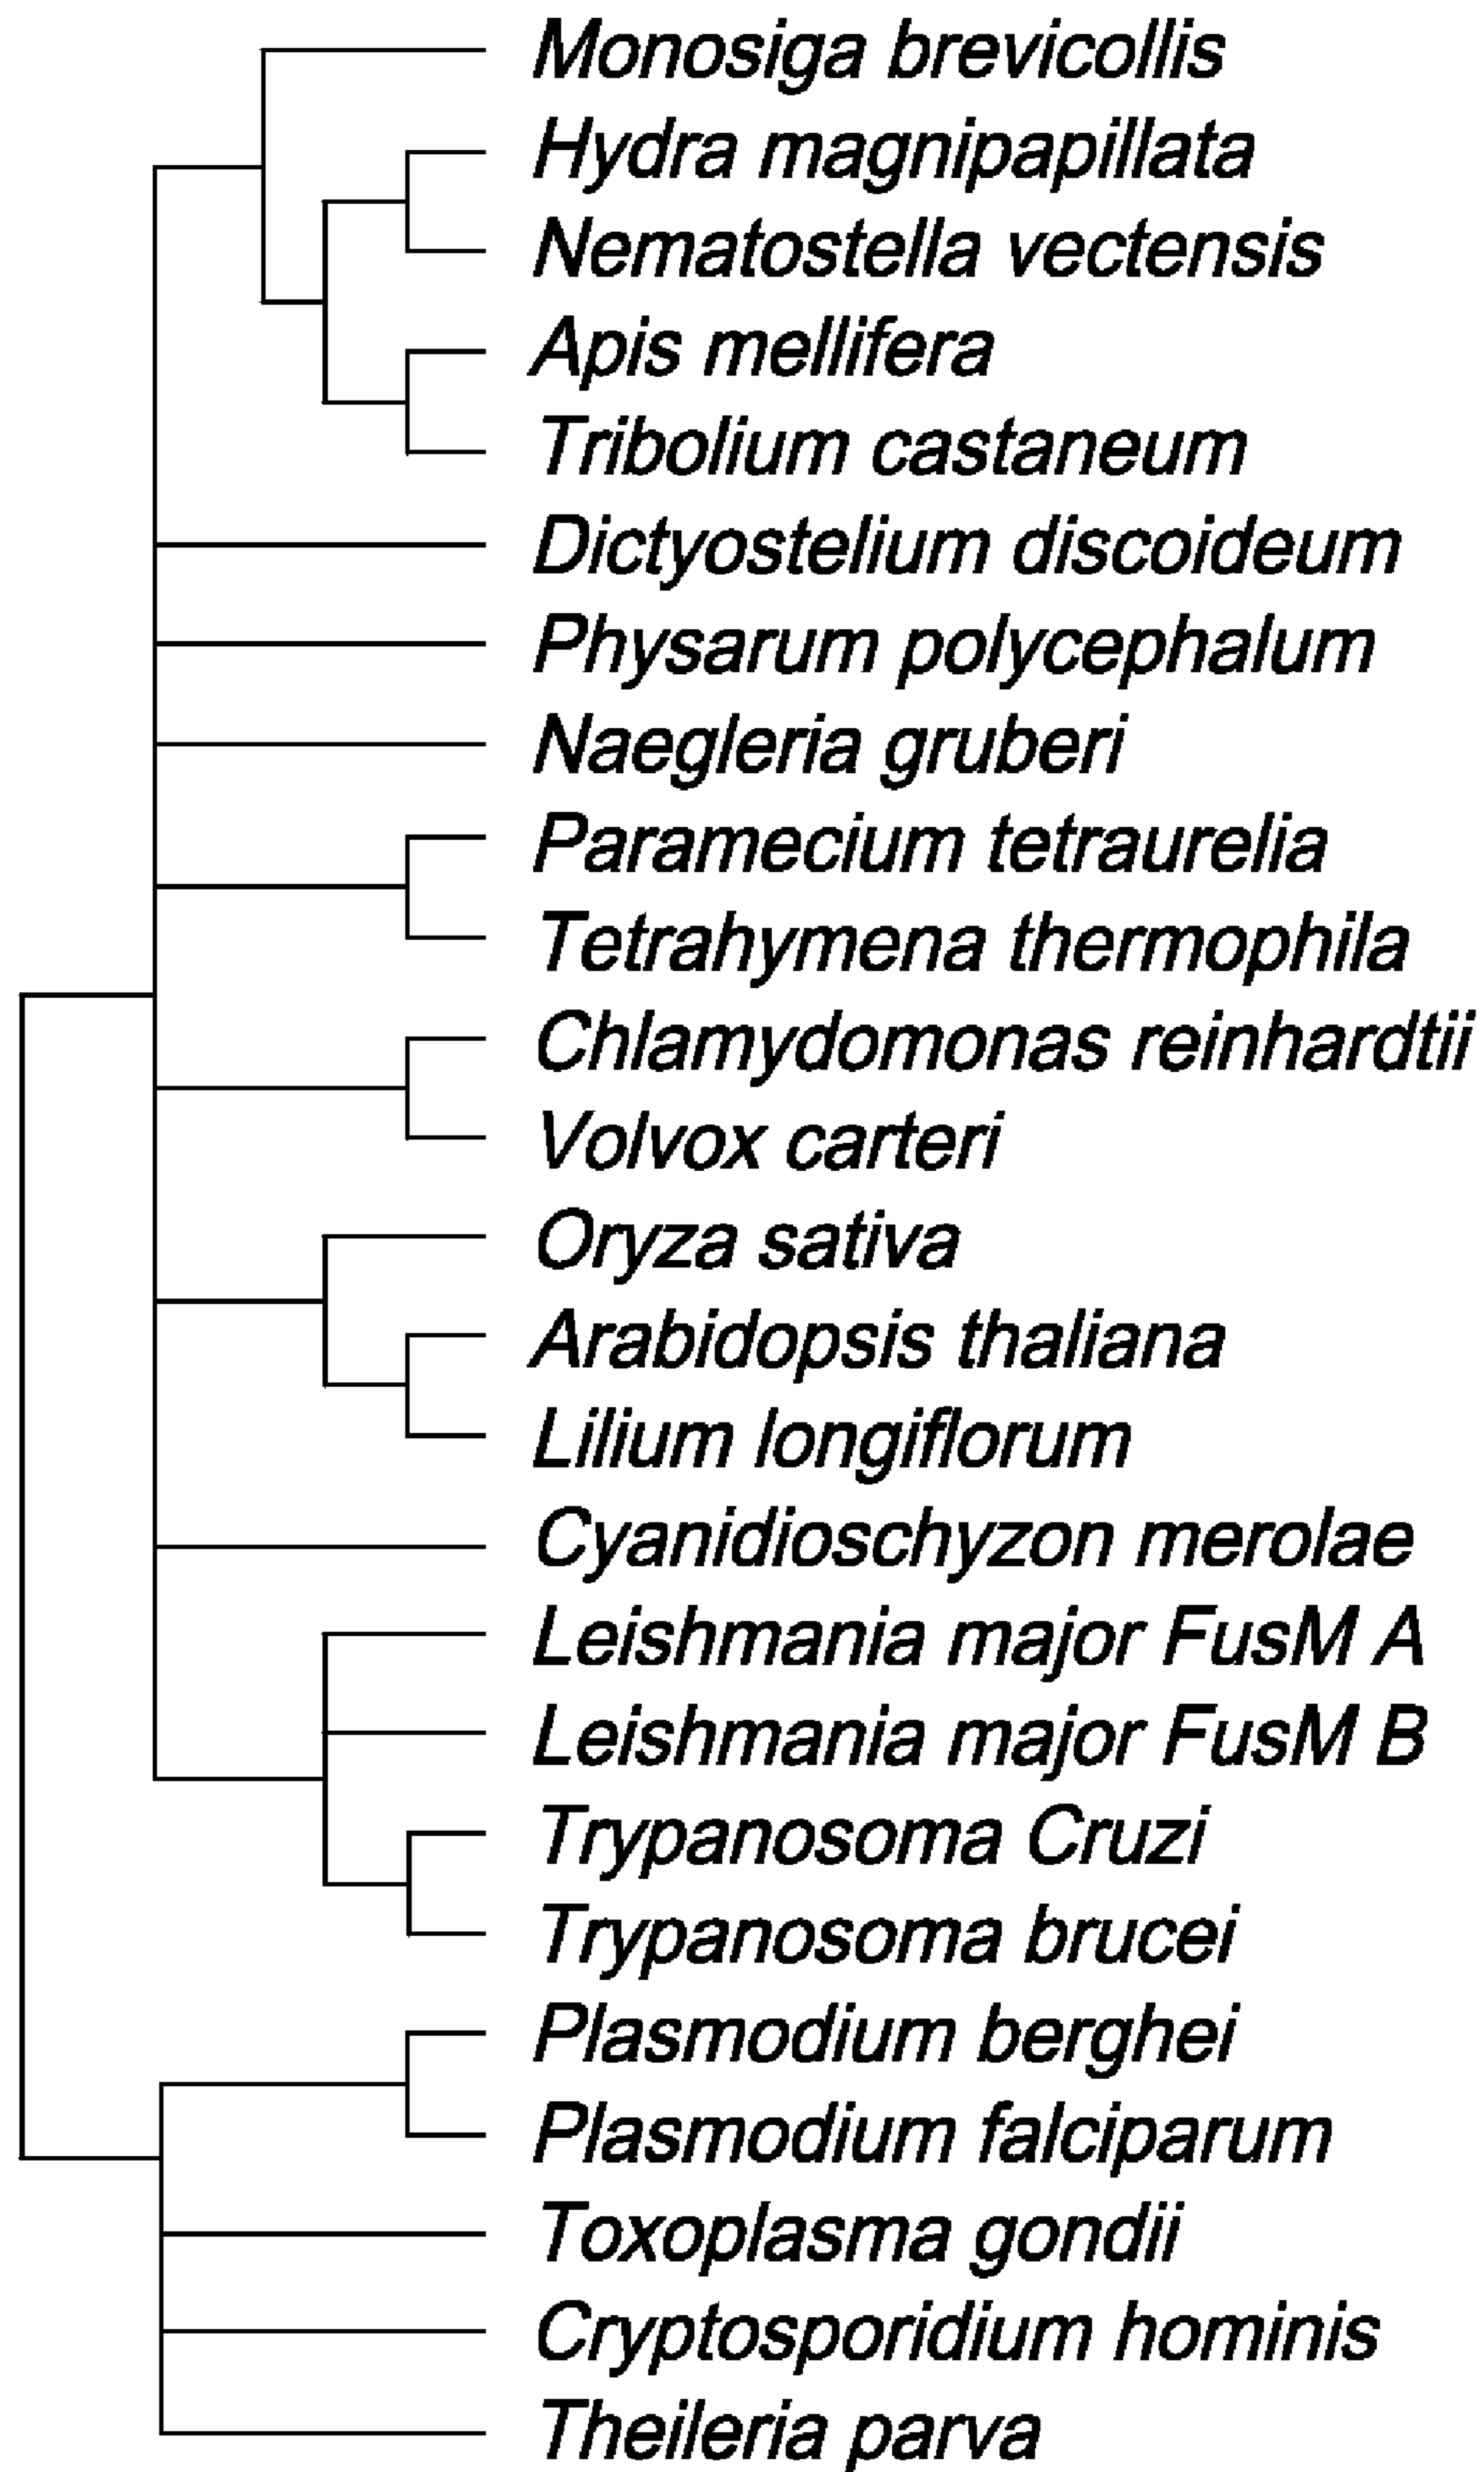 Monosiga brevicollis
Hydra magnipapillata
Nematostella vectensis
Apis mellifera
Tribolium castaneum
Dictyostelium discoideum
Physarum polycephalum
Naegleria gruberi
Paramecium tetraurelia
Tetrahymena thermophila
Chlamydomonas reinhardtii
Volvox carteri
Oryza sativa
Arabidopsis thaliana
Lilium longiflorum
Cyanidioschyzon merolae
Leishmania major FusM A
Leishmania major FusM B
Trypanosoma Cruzi
Trypanosoma brucei
Plasmodium berghei
Plasmodium falciparum
Toxoplasma gondii
Cryptosporidium hominis
Theileria parva